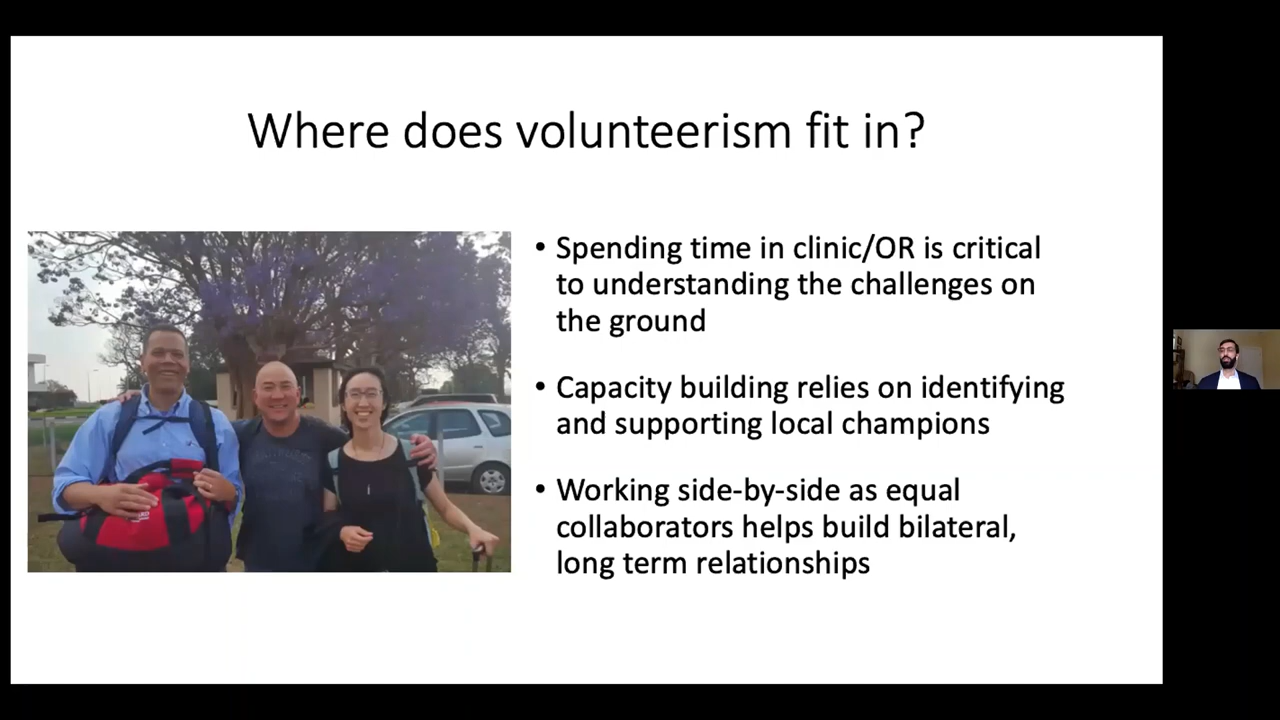 Where does volunteerism fit in?
• Spending time in clinic/OR is critical
to understanding the challenges on
the ground
• Capacity building relies on identifying
and supporting local champions
• Working side-by-side as equal
collaborators helps build bilateral,
long term relationships